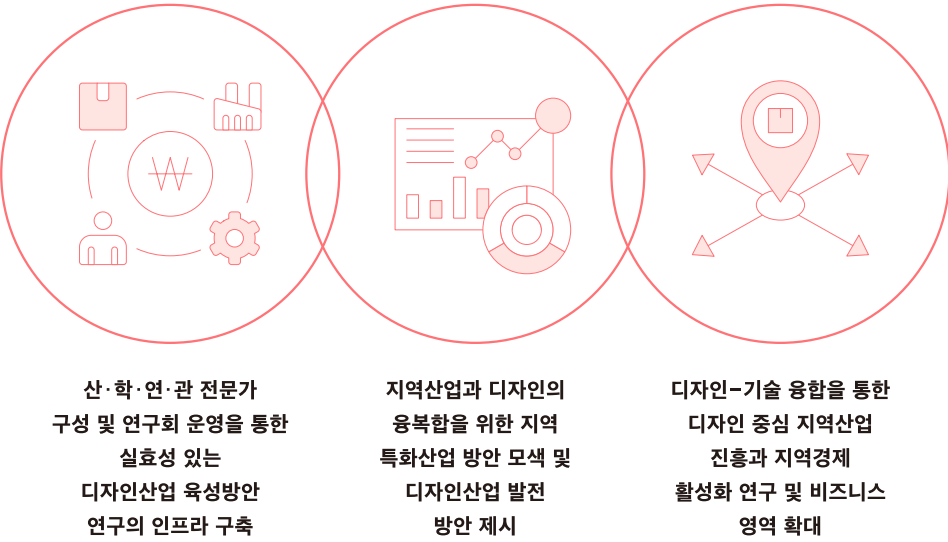 산·학·연·관 전문가
구성 및 연구회 운영을 통한
실효성 있는
디자인산업 육성방안
연구의 인프라 구축
지역산업과 디자인의
융복합을 위한 지역
특화산업 방안 모색 및
디자인산업 발전
방안 제시
디자인-기술 융합을 통한
디자인 중심 지역산업
진흥과 지역경제
활성화 연구 및 비즈니스
영역 확대